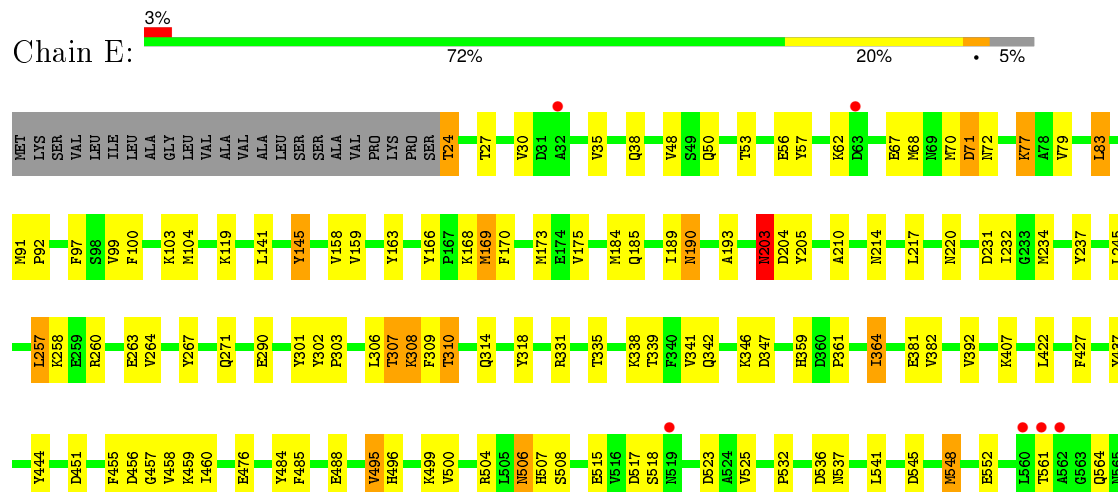 3%
Chain E:
72% 20% • 5%
MET LYS SER VAL LEU ILE LEU ALA GLY LEU VAL ALA VAL ALA LEU SER SER ALA VAL PRO LYS PRO SER T24 T27 V30 D31 A32 V35 Q38 V48 S49 Q50 T53 E56 Y57 K62 D63 E67 M68 N69 M70 D71 N72 K77 A78 V79 L83
M91 P92 F97 S98 V99 F100 K103 M104 K119 L141 Y145 V158 V159 Y163 Y166 P167 K168 M169 F170 M173 E174 V175 M184 Q185 I189 N190 A193 N203 D204 Y205 A210 N214 L217 N220 D231 I232 G233 M234 Y237 L245
L257 K258 E259 R260 E263 V264 Y267 Q271 E290 Y301 Y302 P303 L306 T307 K308 F309 T310 Q314 Y318 R331 T335 K338 T339 F340 V341 Q342 K346 D347 H359 D360 P361 I364 E381 V382 V392 K407 L422 F427 Y437
Y444 D451 F455 D456 G457 V458 K459 I460 E476 Y484 F485 E488 V495 H496 K499 V500 R504 L505 N506 H507 S508 E515 V516 D517 S518 N519 D523 A524 V525 P532 D536 N537 L541 D545 M548 E552 L560 T561 A562 G563 Q564